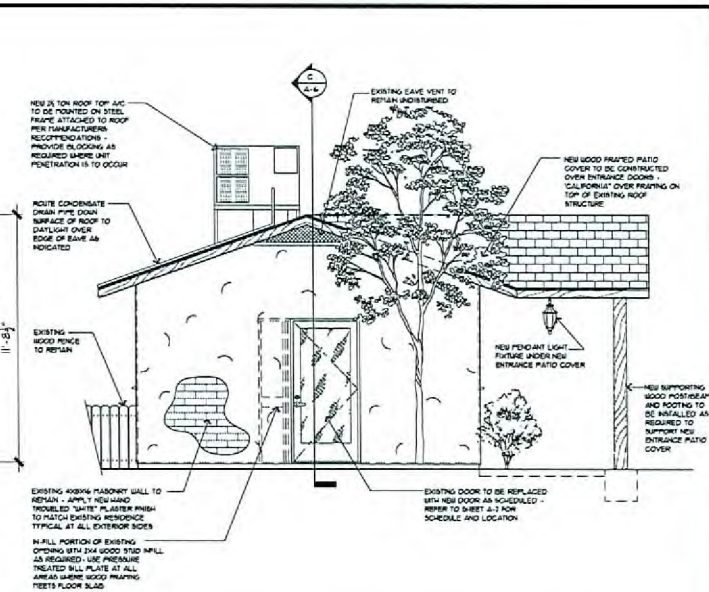 C
A-6
EXISTING EAVE VENT TO
REMAIN UNDISTURBED
NEW 2½ TON ROOF TOP A/C
TO BE MOUNTED ON STEEL
FRAME ATTACHED TO ROOF
PER MANUFACTURERS
RECOMMENDATIONS -
PROVIDE BLOCKING AS
REQUIRED WHERE UNIT
PENETRATION IS TO OCCUR
NEW WOOD FRAMED PATIO
COVER TO BE CONSTRUCTED
OVER ENTRANCE DOORS -
"CALIFORNIA" OVER FRAMING ON
TOP OF EXISTING ROOF
STRUCTURE
ROUTE CONDENSATE
DRAIN PIPE DOWN
SURFACE OF ROOF TO
DAYLIGHT OVER
EDGE OF EAVE AS
INDICATED
11'-8½"
EXISTING
WOOD FENCE
TO REMAIN
NEW PENDANT LIGHT
FIXTURE UNDER NEW
ENTRANCE PATIO COVER
NEW SUPPORTING
WOOD POST/BEAM
AND FOOTING TO
BE INSTALLED AS
REQUIRED TO
SUPPORT NEW
ENTRANCE PATIO
COVER
EXISTING 4X8X16 MASONRY WALL TO
REMAIN - APPLY NEW HAND
TROWELED "WHITE" PLASTER FINISH
TO MATCH EXISTING RESIDENCE
TYPICAL AT ALL EXTERIOR SIDES
EXISTING DOOR TO BE REPLACED
WITH NEW DOOR AS SCHEDULED -
REFER TO SHEET A-7 FOR
SCHEDULE AND LOCATION
IN-FILL PORTION OF EXISTING
OPENING WITH 2X4 WOOD STUD INFILL
AS REQUIRED - USE PRESSURE
TREATED SILL PLATE AT ALL
AREAS WHERE WOOD FRAMING
MEETS FLOOR SLAB